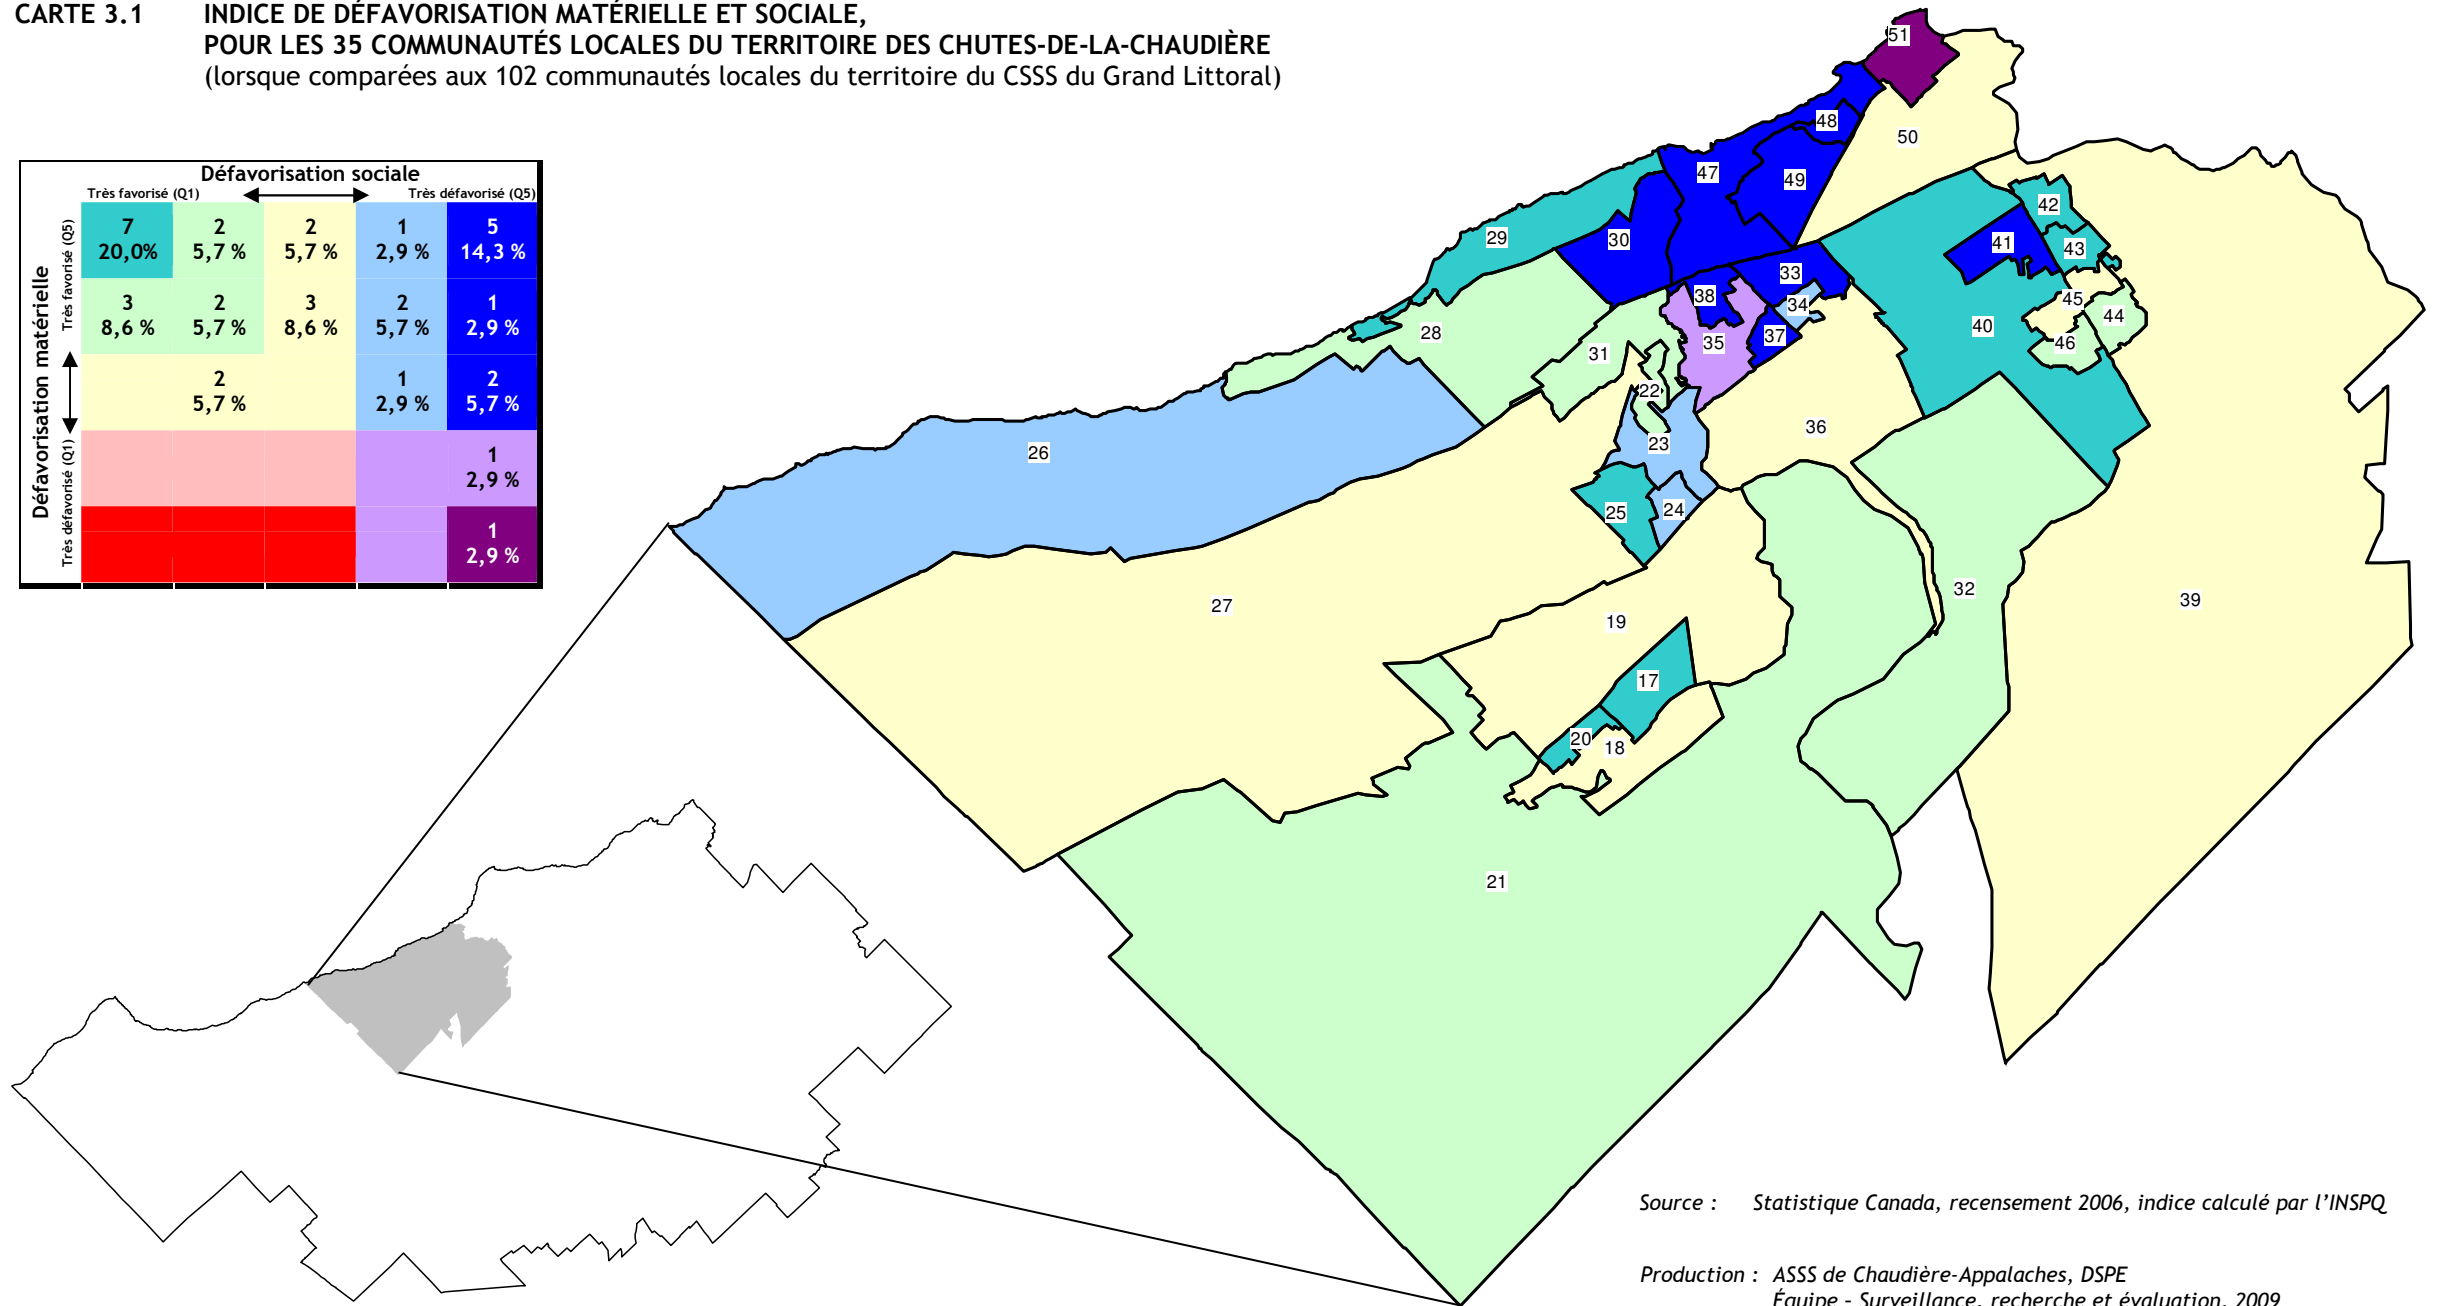 CARTE 3.1 INDICE DE DÉFAVORISATION MATÉRIELLE ET SOCIALE,
POUR LES 35 COMMUNAUTÉS LOCALES DU TERRITOIRE DES CHUTES-DE-LA-CHAUDIÈRE
(lorsque comparées aux 102 communautés locales du territoire du CSSS du Grand Littoral)
Défavorisation sociale
Très favorisé (Q1) Très défavorisé (Q5)
Défavorisation matérielle
Très favorisé (Q5)
Très défavorisé (Q1)
7 2 2 1 5
20,0% 5,7 % 5,7 % 2,9 % 14,3 %
3 2 3 2 1
8,6 % 5,7 % 8,6 % 5,7 % 2,9 %
2 1 2
5,7 % 2,9 % 5,7 %
1
2,9 %
1
2,9 %
51
48
50
47
49
42
29
30
41
43
33
38
34
45
44
40
28
37
35
46
31
22
36
23
26
25
24
32
39
27
19
17
20
18
21
Source : Statistique Canada, recensement 2006, indice calculé par l'INSPQ
Production : ASSS de Chaudière-Appalaches, DSPE
Équipe – Surveillance, recherche et évaluation, 2009